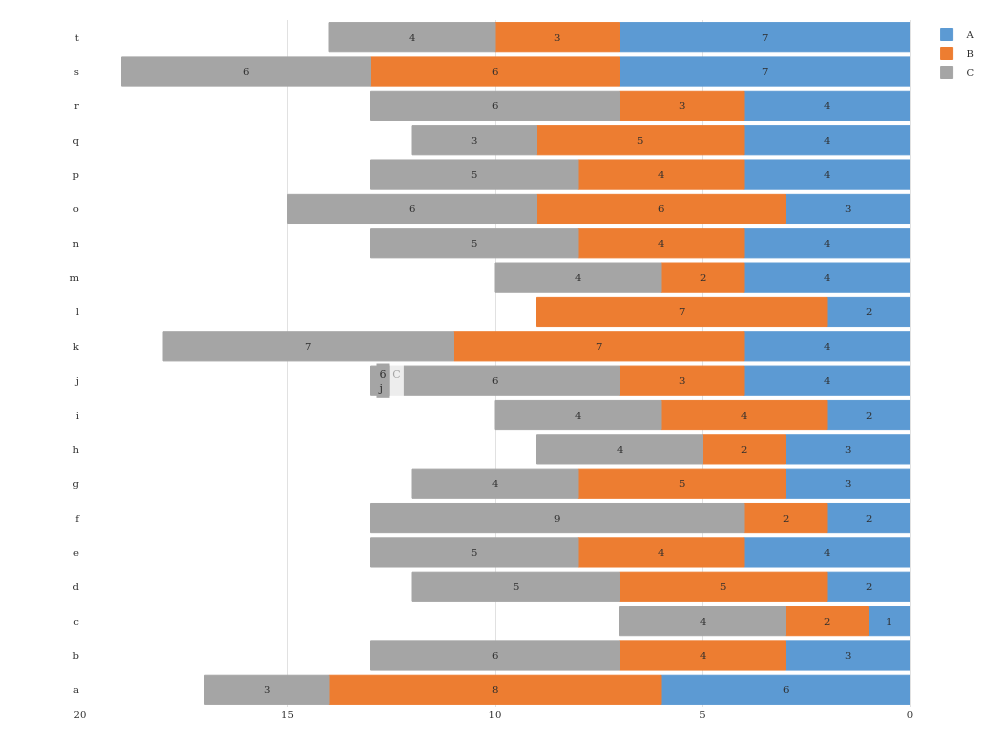 t 4 3 7 A
B
s 6 6 7 C
r 6 3 4
q 3 5 4
p 5 4 4
o 6 6 3
n 5 4 4
m 4 2 4
l 7 2
k 7 7 4
6 C
j 6 3 4
j
i 4 4 2
h 4 2 3
g 4 5 3
f 9 2 2
e 5 4 4
d 5 5 2
c 4 2 1
b 6 4 3
a 3 8 6
20 15 10 5 0